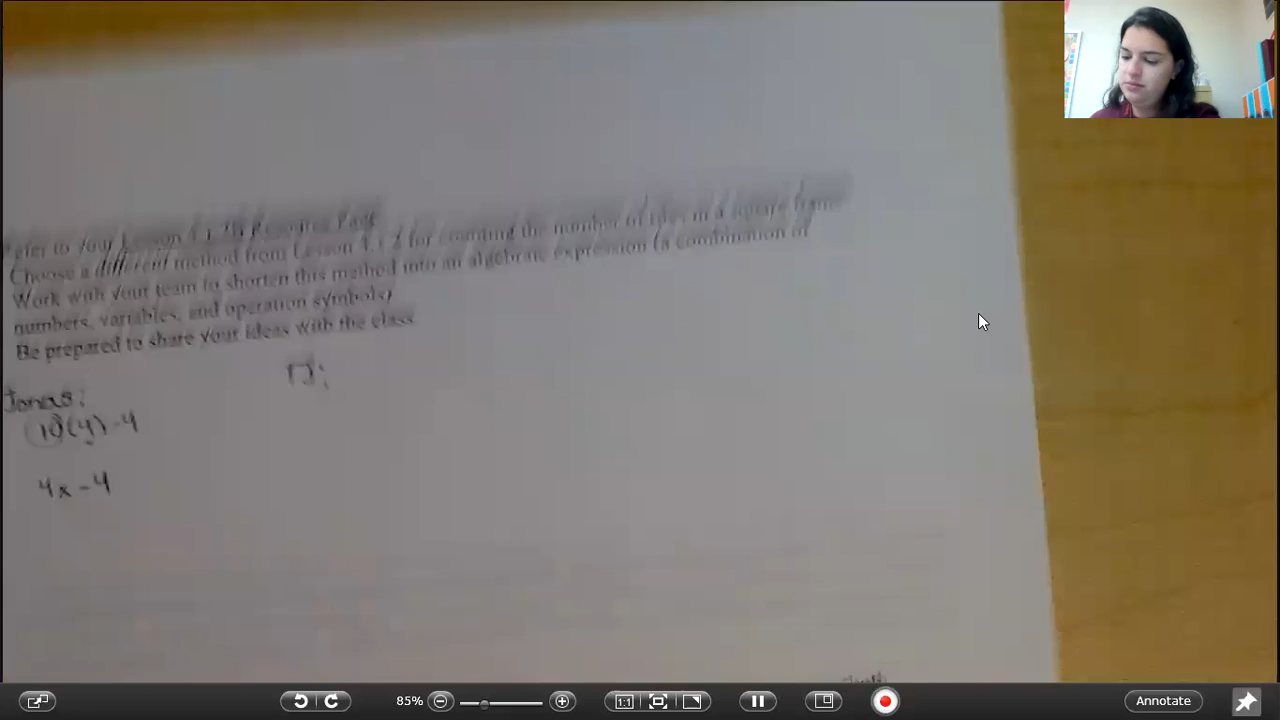 Refer to your Lesson Resource Page
Choose a different method from Lesson 4.1.2 for counting the number of tiles in a square frame
Work with your team to shorten this method into an algebraic expression (a combination of
numbers, variables, and operation symbols)
Be prepared to share your ideas with the class
Jonas:
10(4)-4
4x-4
85%
1:1
Annotate